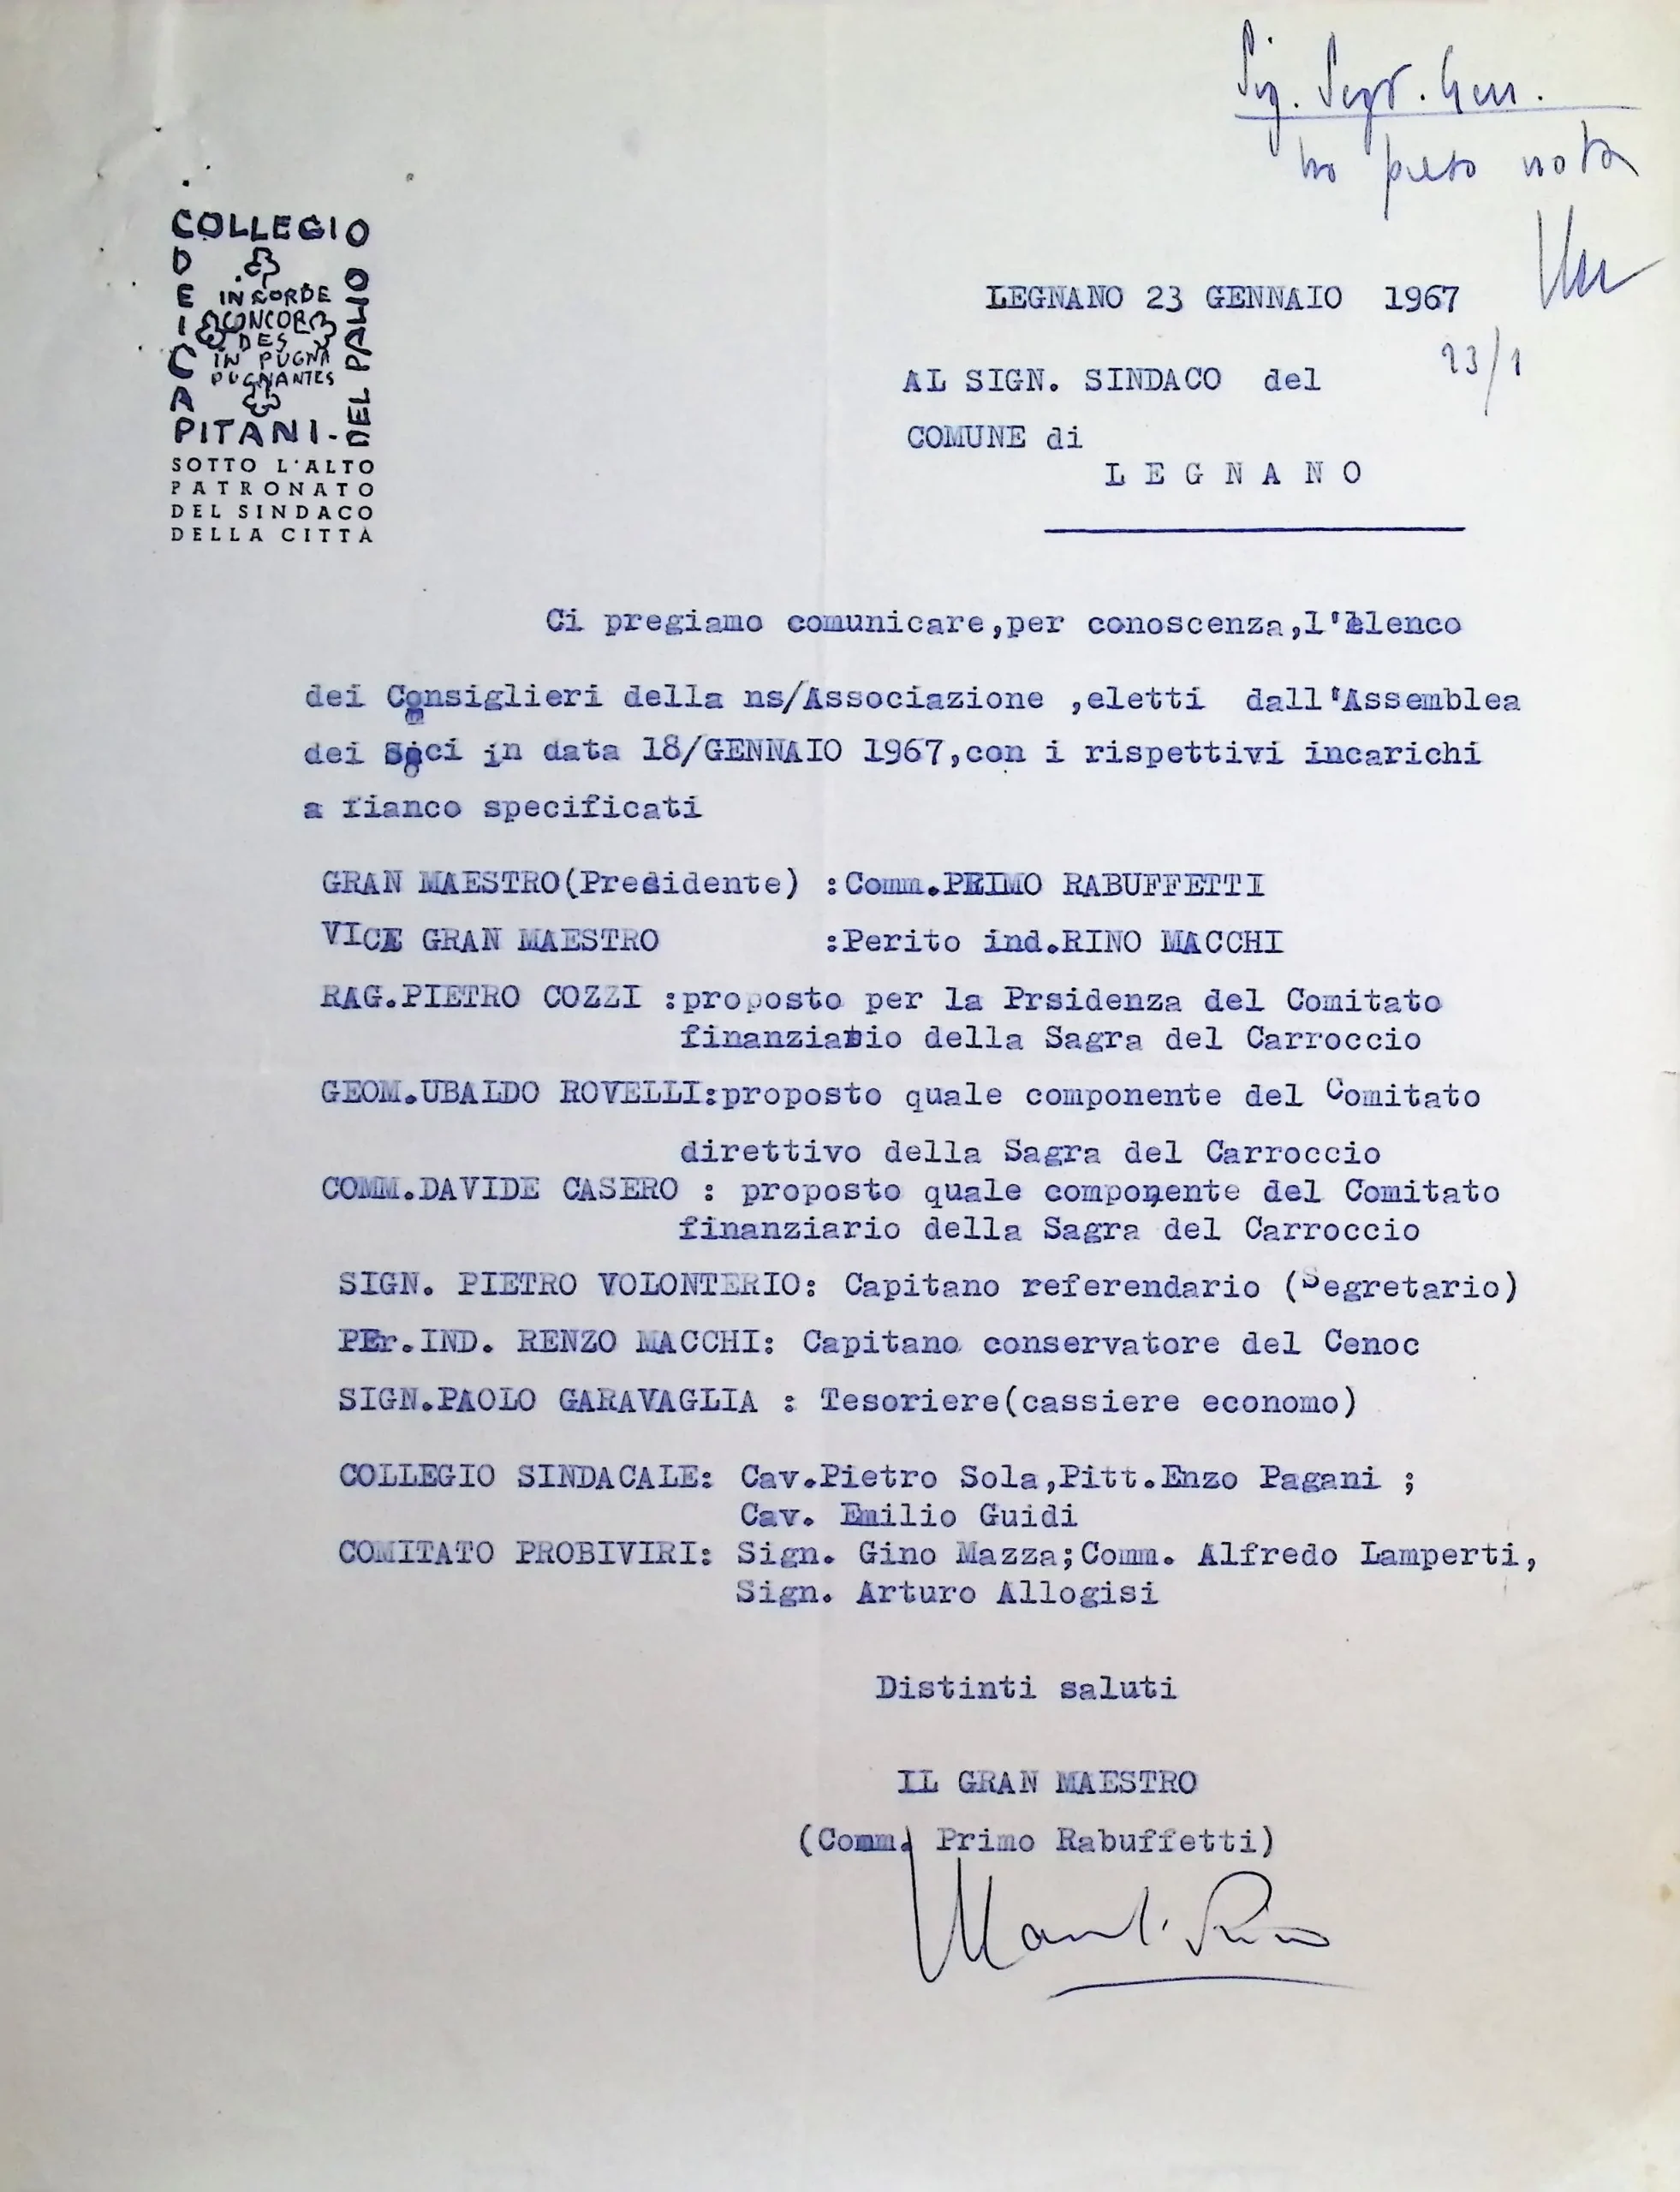 Sig. Segr. Gen.
ho preso nota
COLLEGIO
DEI CA
PITANI-
DEL PALIO
IN CORDE
CONCOR
DES
IN PUGNA
PUGNANTES
SOTTO L'ALTO
PATRONATO
DEL SINDACO
DELLA CITTÀ
LEGNANO 23 GENNAIO 1967
23/1
AL SIGN. SINDACO del
COMUNE di
L E G N A N O
Ci pregiamo comunicare,per conoscenza,l'elenco
dei Consiglieri della ns/Associazione ,eletti dall'Assemblea
dei Soci in data 18/GENNAIO 1967,con i rispettivi incarichi
a fianco specificati
GRAN MAESTRO(Presidente) :Comm.PRIMO RABUFFETTI
VICE GRAN MAESTRO :Perito ind.RINO MACCHI
RAG.PIETRO COZZI :proposto per la Prsidenza del Comitato
finanziario della Sagra del Carroccio
GEOM.UBALDO ROVELLI:proposto quale componente del Comitato
direttivo della Sagra del Carroccio
COMM.DAVIDE CASERO : proposto quale componente del Comitato
finanziario della Sagra del Carroccio
SIGN. PIETRO VOLONTERIO: Capitano referendario (Segretario)
PEr.IND. RENZO MACCHI: Capitano conservatore del Cenoc
SIGN.PAOLO GARAVAGLIA : Tesoriere(cassiere economo)
COLLEGIO SINDACALE: Cav.Pietro Sola,Pitt.Enzo Pagani ;
Cav. Emilio Guidi
COMITATO PROBIVIRI: Sign. Gino Mazza;Comm. Alfredo Lamperti,
Sign. Arturo Allogisi
Distinti saluti
IL GRAN MAESTRO
(Comm. Primo Rabuffetti)